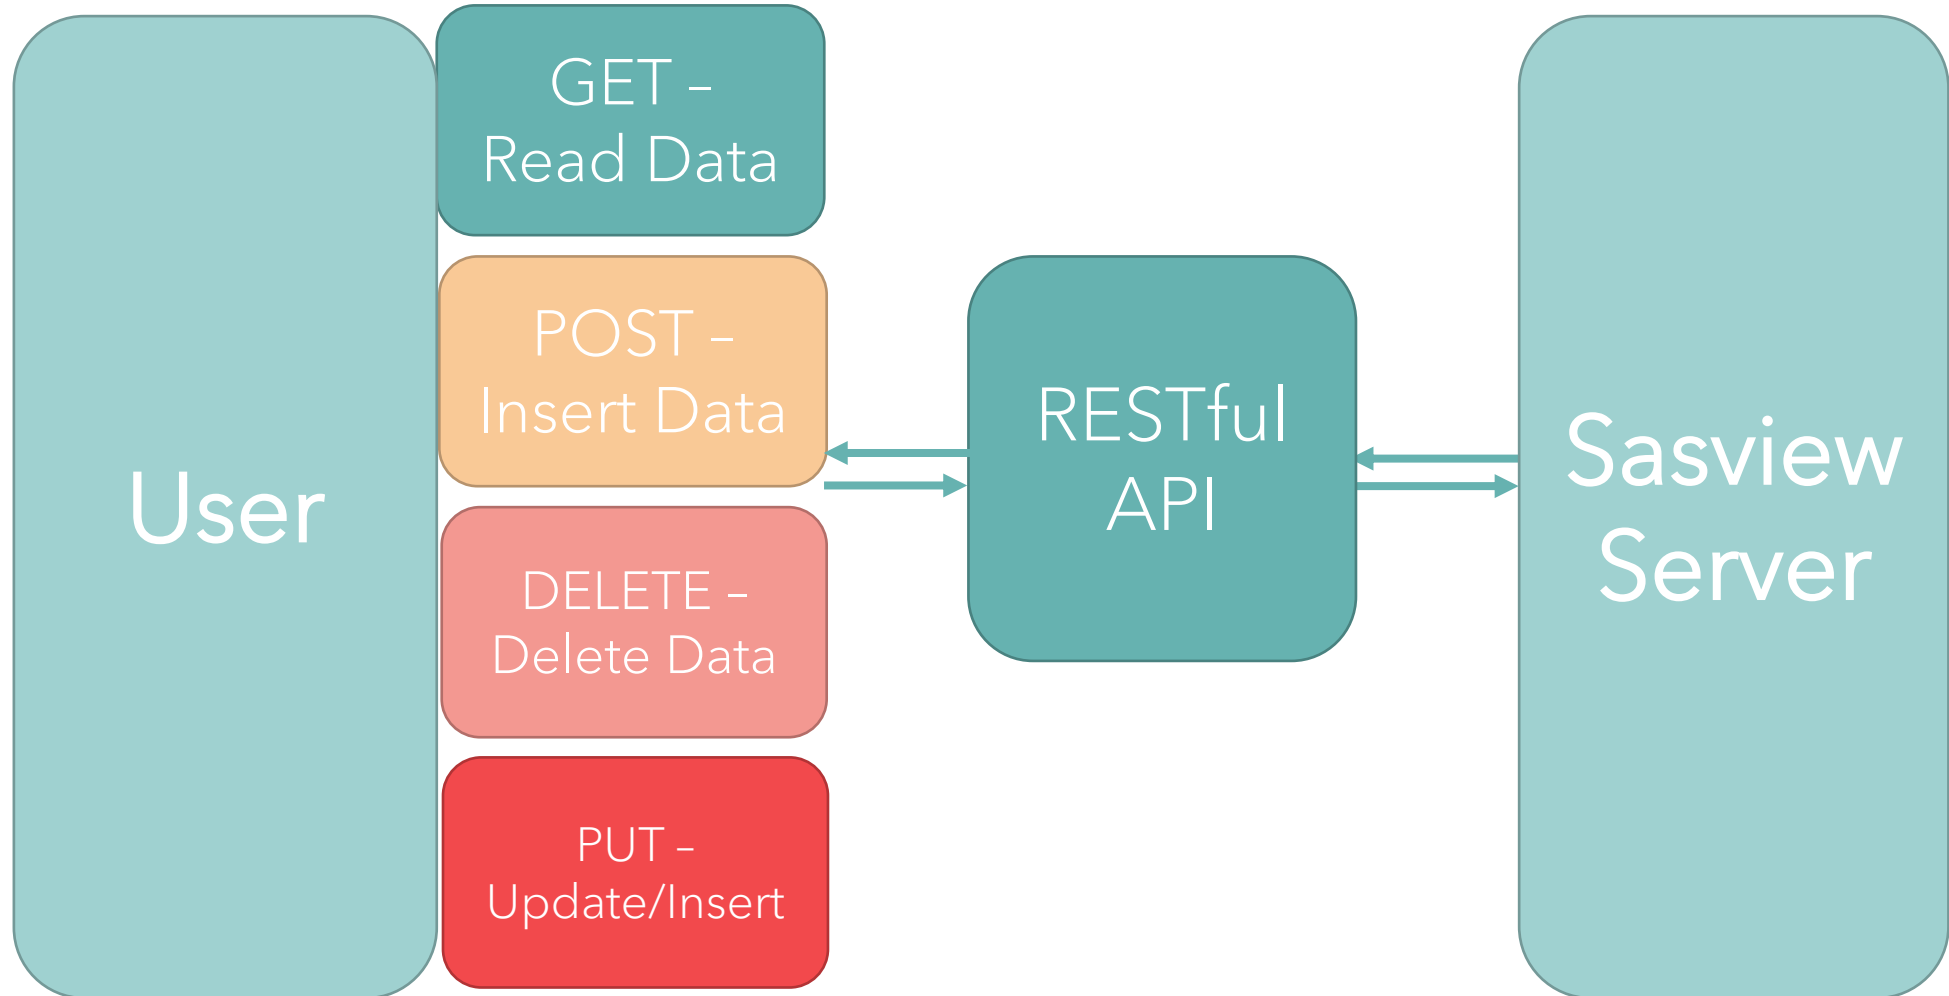 User
GET –
Read Data
POST –
Insert Data
DELETE –
Delete Data
PUT –
Update/Insert
RESTful
API
Sasview
Server